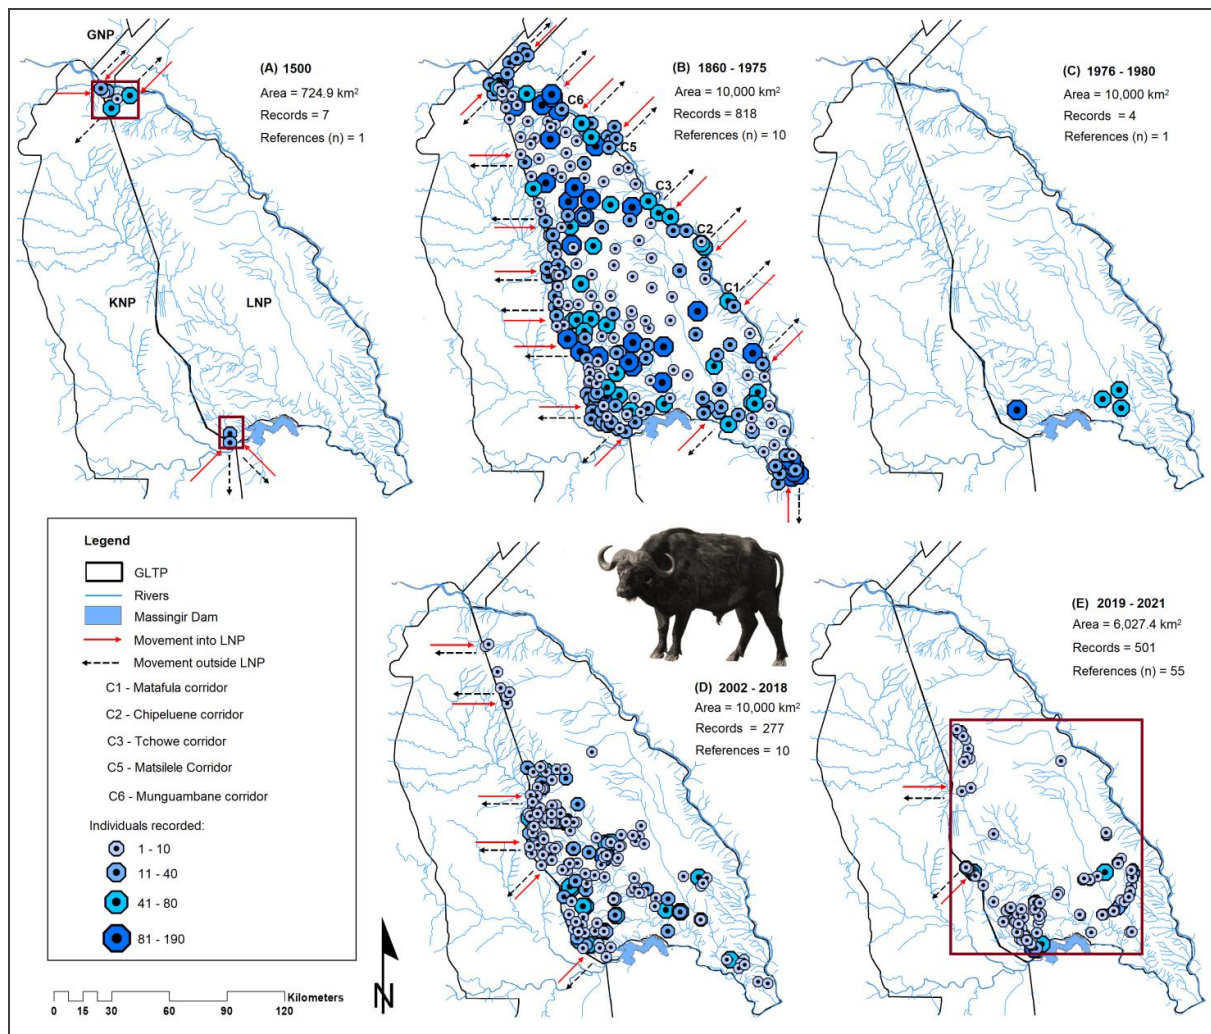 GNP
(A) 1500
Area = 724.9 km²
Records = 7
References (n) = 1
KNP
LNP
(B) 1860 - 1975
Area = 10,000 km²
Records = 818
References (n) = 10
C6
C5
C3
C2
C1
(C) 1976 - 1980
Area = 10,000 km²
Records = 4
References (n) = 1
Legend
GLTP
Rivers
Massingir Dam
Movement into LNP
Movement outside LNP
C1 - Matafula corridor
C2 - Chipeluene corridor
C3 - Tchowe corridor
C5 - Matsilele Corridor
C6 - Munguambane corridor
Individuals recorded:
1 - 10
11 - 40
41 - 80
81 - 190
Kilometers
0 15 30 60 90 120
N
(D) 2002 - 2018
Area = 10,000 km²
Records = 277
References = 10
(E) 2019 - 2021
Area = 6,027.4 km²
Records = 501
References (n) = 55